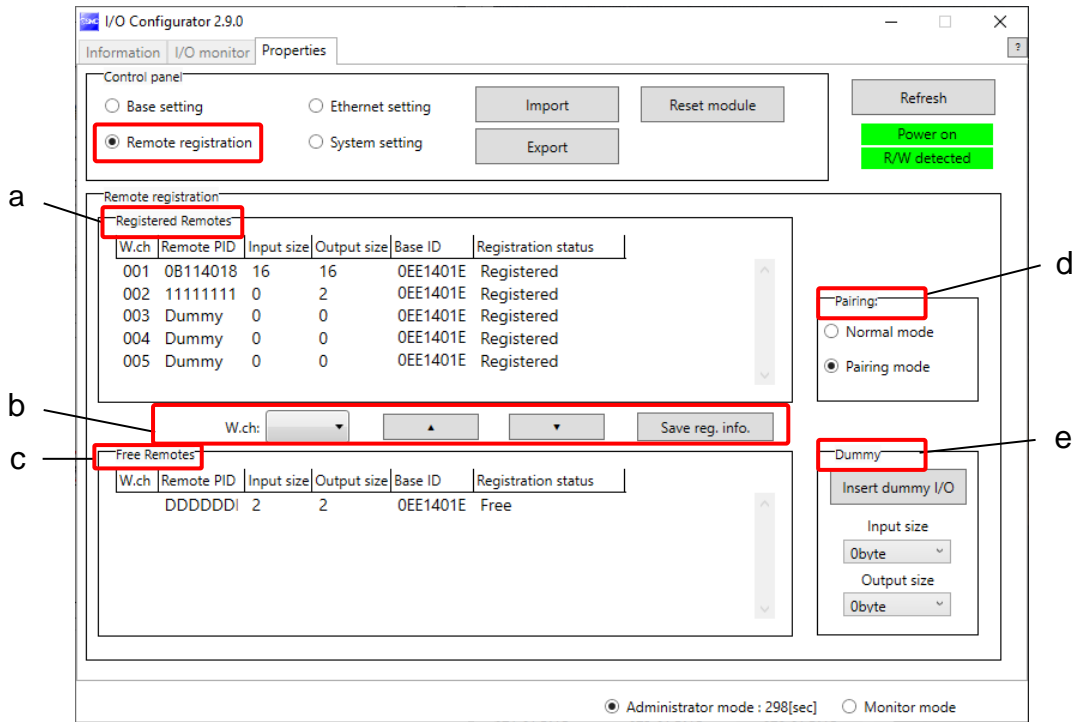 SMC I/O Configurator 2.9.0
Information I/O monitor Properties ?
Control panel
Base setting Ethernet setting Import Reset module Refresh
Remote registration System setting Export Power on
R/W detected
Remote registration
a Registered Remotes
W.ch Remote PID Input size Output size Base ID Registration status
001 0B114018 16 16 0EE1401E Registered
002 11111111 0 2 0EE1401E Registered
003 Dummy 0 0 0EE1401E Registered
004 Dummy 0 0 0EE1401E Registered
005 Dummy 0 0 0EE1401E Registered
d Pairing:
Normal mode
Pairing mode
b W.ch: ▼ ▲ ▼ Save reg. info.
c Free Remotes
W.ch Remote PID Input size Output size Base ID Registration status
DDDDDD 2 2 0EE1401E Free
e Dummy
Insert dummy I/O
Input size
0byte
Output size
0byte
Administrator mode : 298[sec] Monitor mode